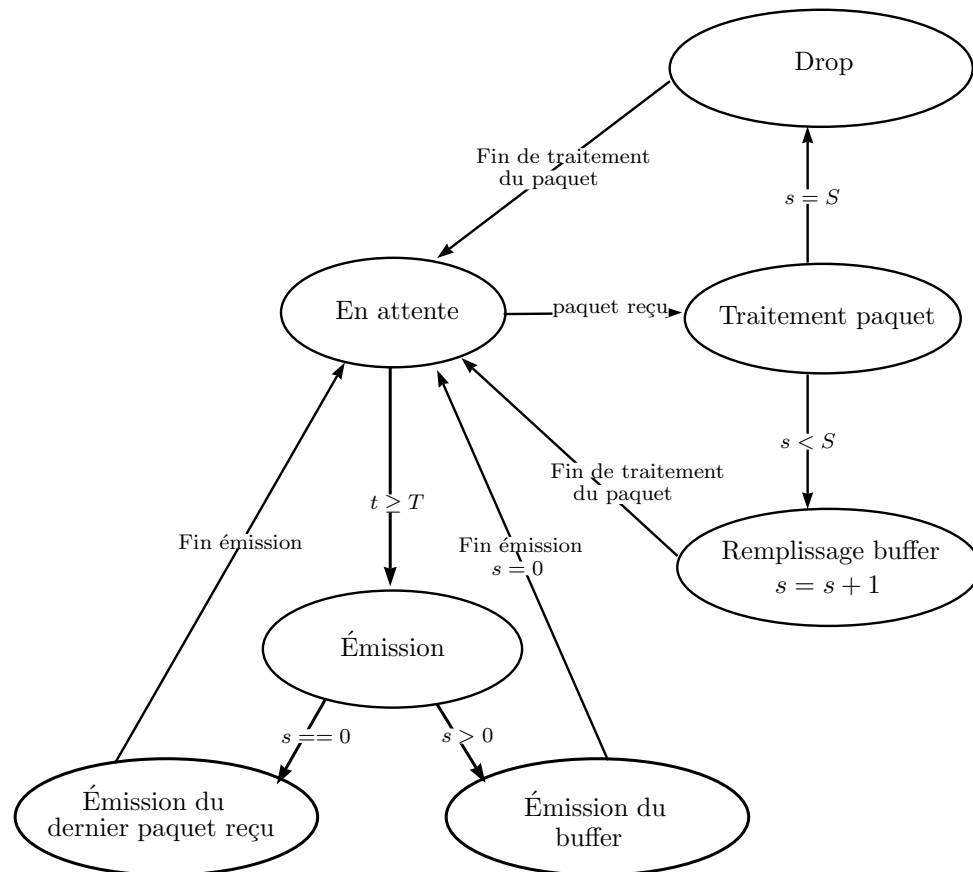 Drop
Fin de traitement
du paquet
s = S
En attente
paquet reçu
Traitement paquet
s < S
Fin de traitement
du paquet
t ≥ T
Fin émission
Fin émission
s = 0
Remplissage buffer
s = s + 1
Émission
s == 0
s > 0
Émission du
dernier paquet reçu
Émission du
buffer